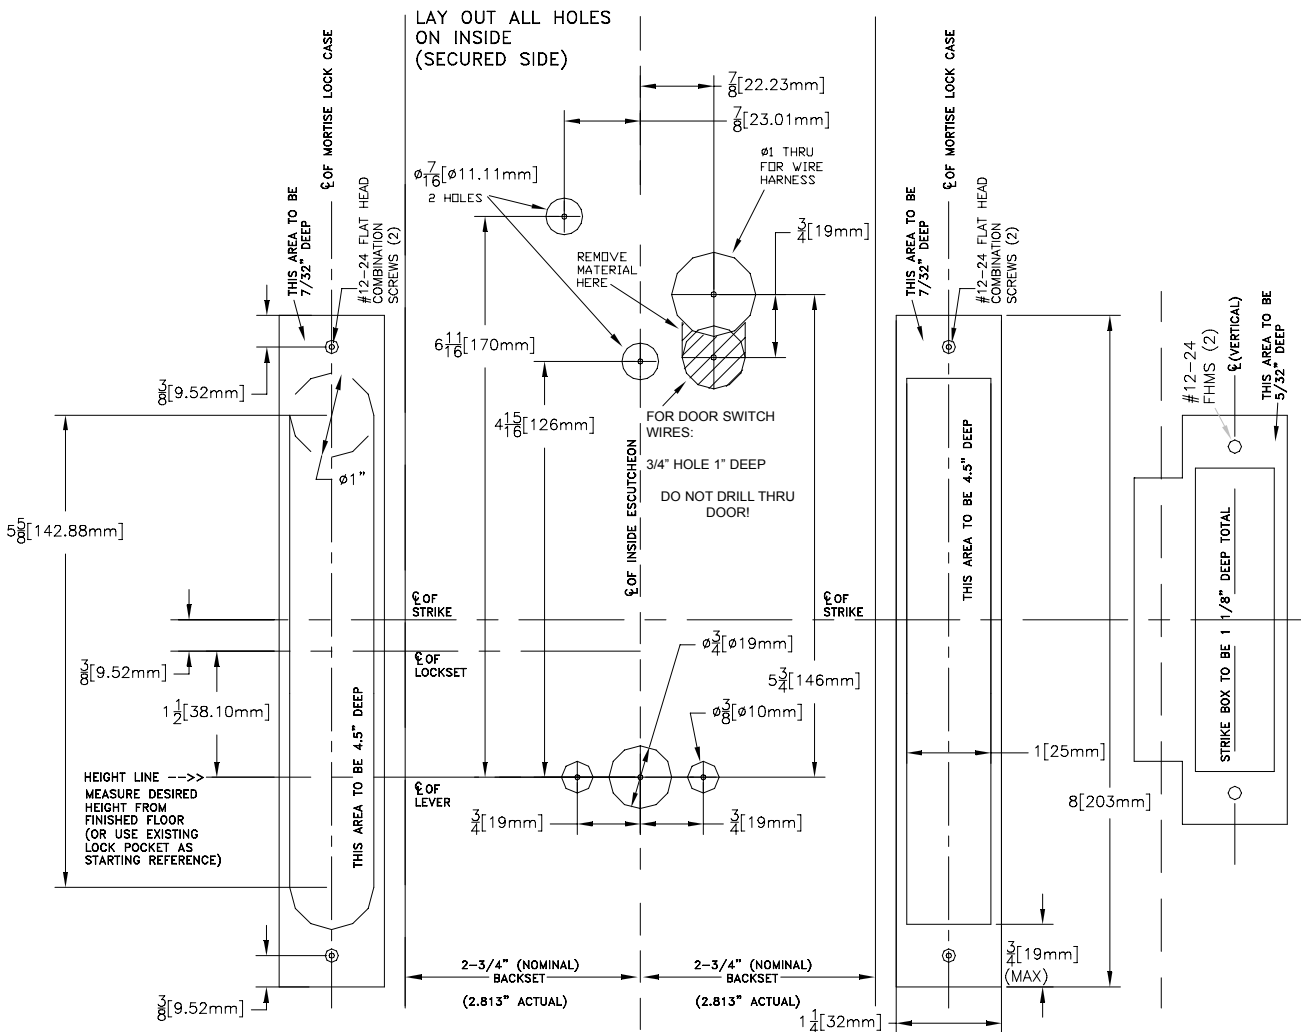 LAY OUT ALL HOLES
ON INSIDE
(SECURED SIDE)
7/8[22.23mm]
7/8[23.01mm]
ø1 THRU
FOR WIRE
HARNESS
ø7/16[ø11.11mm]
2 HOLES
3/4[19mm]
REMOVE
MATERIAL
HERE
6 11/16[170mm]
4 15/16[126mm]
FOR DOOR SWITCH
WIRES:
3/4" HOLE 1" DEEP
DO NOT DRILL THRU
DOOR!
℄ OF INSIDE ESCUTCHEON
℄ OF MORTISE LOCK CASE
THIS AREA TO BE
7/32" DEEP
#12-24 FLAT HEAD
COMBINATION
SCREWS (2)
3/8[9.52mm]
ø1"
5 5/8[142.88mm]
℄ OF
STRIKE
3/8[9.52mm]
℄ OF
LOCKSET
1 1/2[38.10mm]
THIS AREA TO BE 4.5" DEEP
HEIGHT LINE -->>
MEASURE DESIRED
HEIGHT FROM
FINISHED FLOOR
(OR USE EXISTING
LOCK POCKET AS
STARTING REFERENCE)
℄ OF
LEVER
3/8[9.52mm]
ø3/4[ø19mm]
ø3/8[ø10mm]
3/4[19mm]
3/4[19mm]
5 3/4[146mm]
℄ OF
STRIKE
2-3/4" (NOMINAL)
BACKSET
(2.813" ACTUAL)
2-3/4" (NOMINAL)
BACKSET
(2.813" ACTUAL)
℄ OF MORTISE LOCK CASE
THIS AREA TO BE
7/32" DEEP
#12-24 FLAT HEAD
COMBINATION
SCREWS (2)
THIS AREA TO BE 4.5" DEEP
1[25mm]
8[203mm]
3/4[19mm]
(MAX)
1 1/4[32mm]
#12-24
FHMS (2)
℄ (VERTICAL)
THIS AREA TO BE
5/32" DEEP
STRIKE BOX TO BE 1 1/8" DEEP TOTAL